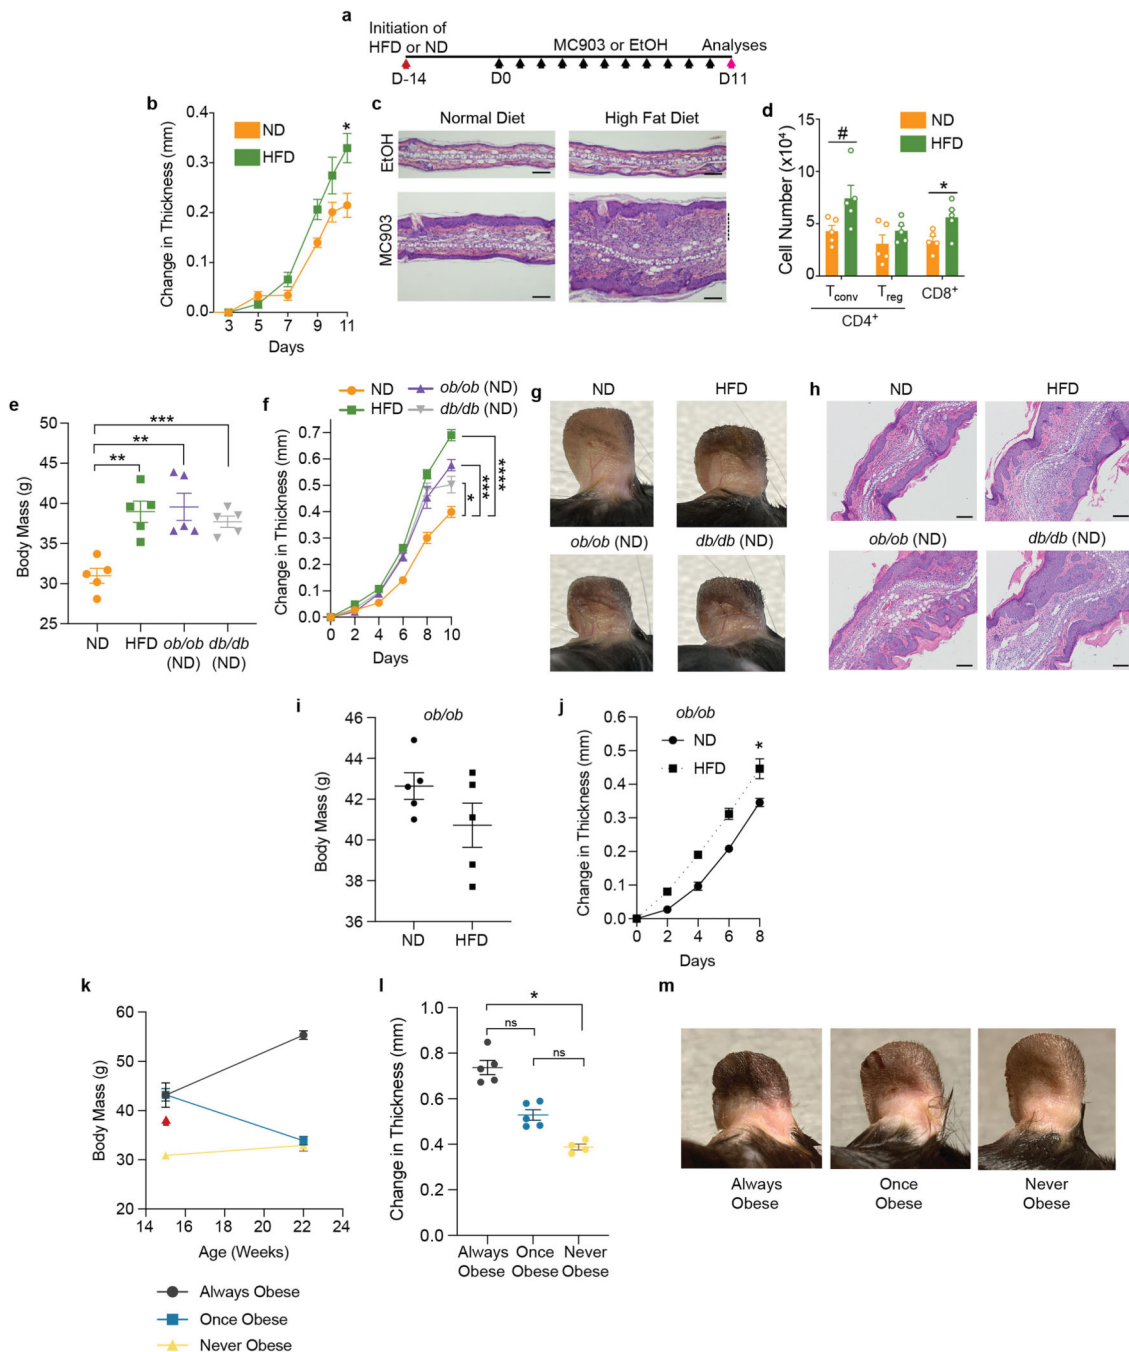 a
Initiation of
HFD or ND
MC903 or EtOH
Analyses
D-14
D0
D11
b
Change in Thickness (mm)
0.4
0.3
0.2
0.1
0.0
ND
HFD
*
3 5 7 9 11
Days
c
Normal Diet
High Fat Diet
EtOH
MC903
d
Cell Number (x10⁴)
15
10
5
0
ND
HFD
#
*
Tconv Treg CD8⁺
CD4⁺
e
Body Mass (g)
50
45
40
35
30
25
***
**
**
ND HFD ob/ob db/db
(ND) (ND)
f
ND ob/ob (ND)
HFD db/db (ND)
Change in Thickness (mm)
0.7
0.6
0.5
0.4
0.3
0.2
0.1
0.0
*
***
****
0 2 4 6 8 10
Days
g
ND
HFD
ob/ob (ND)
db/db (ND)
h
ND
HFD
ob/ob (ND)
db/db (ND)
i
ob/ob
Body Mass (g)
46
44
42
40
38
36
ND HFD
j
ob/ob
ND
HFD
Change in Thickness (mm)
0.6
0.5
0.4
0.3
0.2
0.1
0.0
*
0 2 4 6 8
Days
k
Body Mass (g)
60
50
40
30
20
14 16 18 20 22 24
Age (Weeks)
Always Obese
Once Obese
Never Obese
l
Change in Thickness (mm)
1.0
0.8
0.6
0.4
0.2
0.0
*
ns
ns
Always Once Never
Obese Obese Obese
m
Always
Obese
Once
Obese
Never
Obese